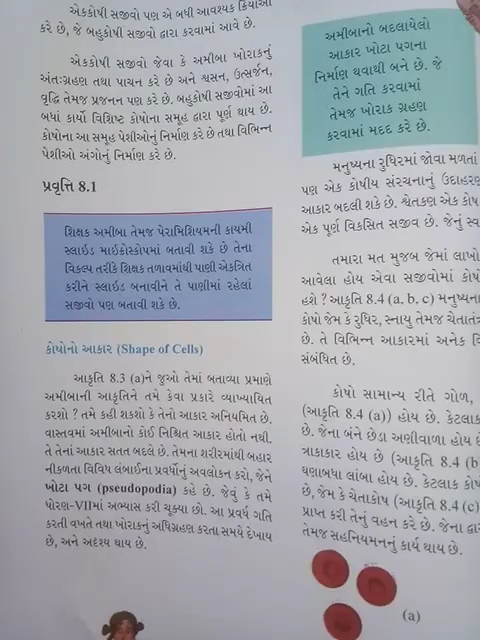 એકકોષી સજીવો પણ એ બધી આવશ્યક ક્રિયાઓ
કરે છે, જે બહુકોષી સજીવો દ્વારા કરવામાં આવે છે.
એકકોષી સજીવો જેવા કે અમીબા ખોરાકનું
અંતઃગ્રહણ તથા પાચન કરે છે અને શ્વસન, ઉત્સર્જન,
વૃદ્ધિ તેમજ પ્રજનન પણ કરે છે. બહુકોષી સજીવોમાં આ
બધાં કાર્યો વિશિષ્ટ કોષોના સમૂહ દ્વારા પૂર્ણ થાય છે.
કોષોના આ સમૂહ પેશીઓનું નિર્માણ કરે છે તથા વિભિન્ન
પેશીઓ અંગોનું નિર્માણ કરે છે.
પ્રવૃત્તિ 8.1
શિક્ષક અમીબા તેમજ પેરામિશિયમની કાયમી
સ્લાઇડ માઇક્રોસ્કોપમાં બતાવી શકે છે તેના
વિકલ્પ તરીકે શિક્ષક તળાવમાંથી પાણી એકત્રિત
કરીને સ્લાઇડ બનાવીને તે પાણીમાં રહેલાં
સજીવો પણ બતાવી શકે છે.
કોષોનો આકાર (Shape of Cells)
આકૃતિ 8.3 (a)ને જુઓ તેમાં બતાવ્યા પ્રમાણે
અમીબાની આકૃતિને તમે કેવા પ્રકારે વ્યાખ્યાયિત
કરશો ? તમે કહી શકશો કે તેનો આકાર અનિયમિત છે.
વાસ્તવમાં અમીબાનો કોઈ નિશ્ચિત આકાર હોતો નથી.
તે તેનાં આકાર સતત બદલે છે. તેમના શરીરમાંથી બહાર
નીકળતા વિવિધ લંબાઈના પ્રવર્ધોનું અવલોકન કરો, જેને
ખોટા પગ (pseudopodia) કહે છે. જેવું કે તમે
ધોરણ-VIIમાં અભ્યાસ કરી ચૂક્યા છો. આ પ્રવર્ધ ગતિ
કરતી વખતે તથા ખોરાકનું અધિગ્રહણ કરતા સમયે દેખાય
છે, અને અદૃશ્ય થાય છે.
અમીબાનો બદલાયેલો
આકાર ખોટા પગના
નિર્માણ થવાથી બને છે. જે
તેને ગતિ કરવામાં
તેમજ ખોરાક ગ્રહણ
કરવામાં મદદ કરે છે.
મનુષ્યના રુધિરમાં જોવા મળતાં
પણ એક કોષીય સંરચનાનું ઉદાહરણ
આકાર બદલી શકે છે. શ્વેતકણ એક કોષ
એક પૂર્ણ વિકસિત સજીવ છે. જેનું સ્વ
તમારા મત મુજબ જેમાં લાખો
આવેલા હોય એવા સજીવોમાં કોષ
હશે ? આકૃતિ 8.4 (a, b, c) મનુષ્યના
કોષો જેમ કે રુધિર, સ્નાયુ તેમજ ચેતાતંત્ર
છે. તે વિભિન્ન આકારમાં અનેક વિ
સંબંધિત છે.
કોષો સામાન્ય રીતે ગોળ,
(આકૃતિ 8.4 (a)) હોય છે. કેટલાક
છે. જેના બંને છેડા અણીવાળા હોય છે
ત્રાકાકાર હોય છે (આકૃતિ 8.4 (b
ઘણાબધા લાંબા હોય છે. કેટલાક કોષો
છે, જેમ કે ચેતાકોષ (આકૃતિ 8.4 (c)
પ્રાપ્ત કરી તેનું વહન કરે છે. જેના દ્વારા
તેમજ સહનિયમનનું કાર્ય થાય છે.
(a)